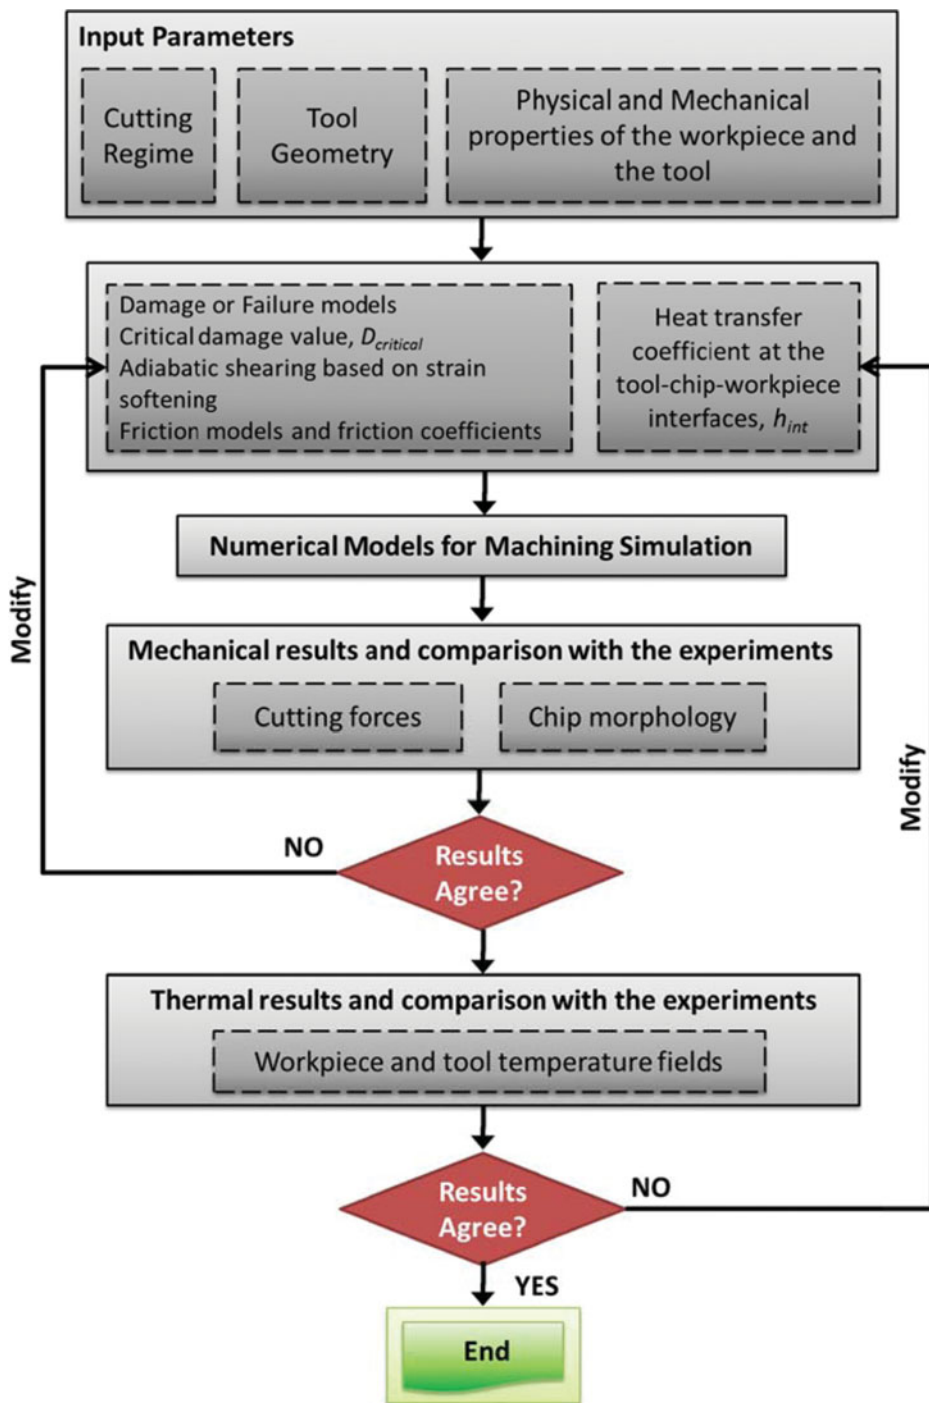 Input Parameters
Cutting
Regime
Tool
Geometry
Physical and Mechanical
properties of the workpiece and
the tool
Damage or Failure models
Critical damage value, D_critical
Adiabatic shearing based on strain
softening
Friction models and friction coefficients
Heat transfer
coefficient at the
tool-chip-workpiece
interfaces, h_int
Numerical Models for Machining Simulation
Modify
Mechanical results and comparison with the experiments
Cutting forces
Chip morphology
Modify
NO
Results
Agree?
Thermal results and comparison with the experiments
Workpiece and tool temperature fields
Results
Agree?
NO
YES
End